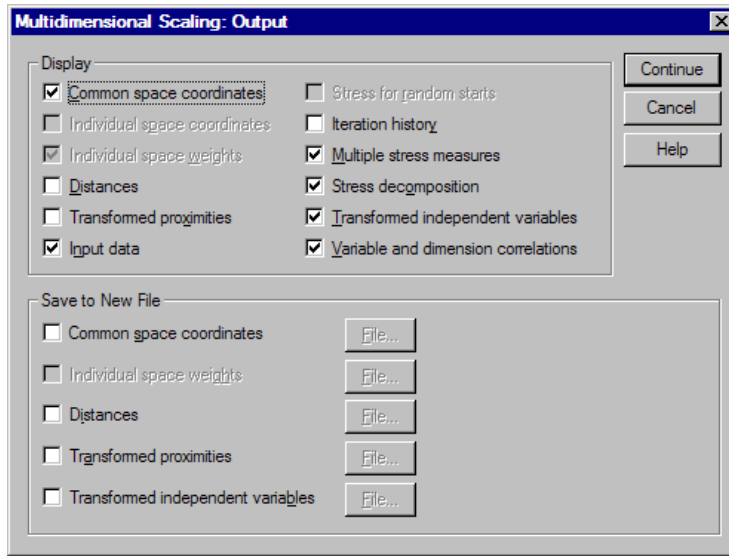 Multidimensional Scaling: Output
Display
Common space coordinates
Individual space coordinates
Individual space weights
Distances
Transformed proximities
Input data
Stress for random starts
Iteration history
Multiple stress measures
Stress decomposition
Transformed independent variables
Variable and dimension correlations
Continue
Cancel
Help
Save to New File
Common space coordinates File...
Individual space weights File...
Distances File...
Transformed proximities File...
Transformed independent variables File...